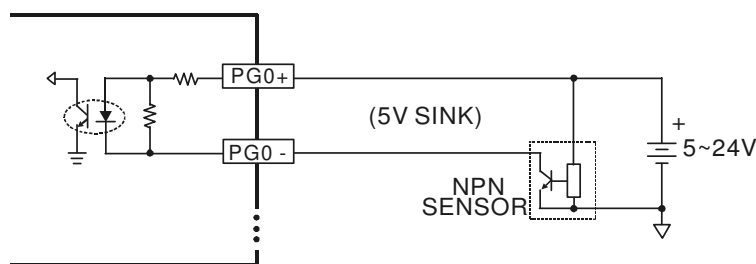 PG0+
(5V SINK)
+
5~24V
PG0 -
NPN
SENSOR